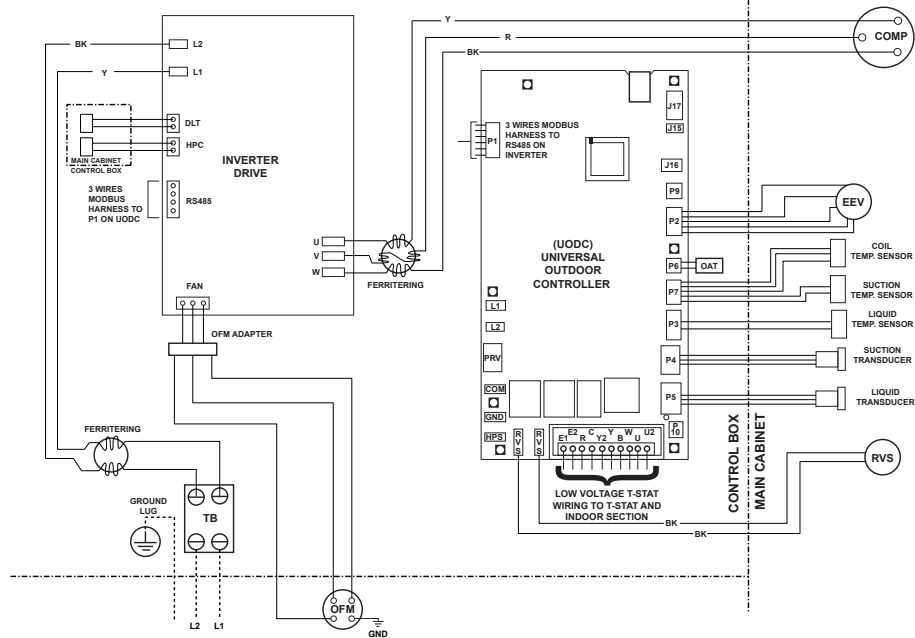 Y
R
BK
COMP
BK
L2
Y
L1
DLT
HPC
MAIN CABINET
CONTROL BOX
INVERTER
DRIVE
3 WIRES
MODBUS
HARNESS TO
P1 ON UODC
RS485
U
V
W
FERRITERING
FAN
OFM ADAPTER
FERRITERING
GROUND
LUG
TB
L2
L1
OFM
GND
P1
3 WIRES MODBUS
HARNESS TO
RS485 ON
INVERTER
J17
J15
J16
P9
P2
EEV
(UODC)
UNIVERSAL
OUTDOOR
CONTROLLER
P6
OAT
P7
P3
P4
P5
P
10
COIL
TEMP. SENSOR
SUCTION
TEMP. SENSOR
LIQUID
TEMP. SENSOR
SUCTION
TRANSDUCER
LIQUID
TRANSDUCER
L1
L2
PRV
COM
GND
HPS
R
V
S
R
V
S
E2 C Y W U2
E1 R Y2 B U
LOW VOLTAGE T-STAT
WIRING TO T-STAT AND
INDOOR SECTION
CONTROL BOX
MAIN CABINET
RVS
BK
BK